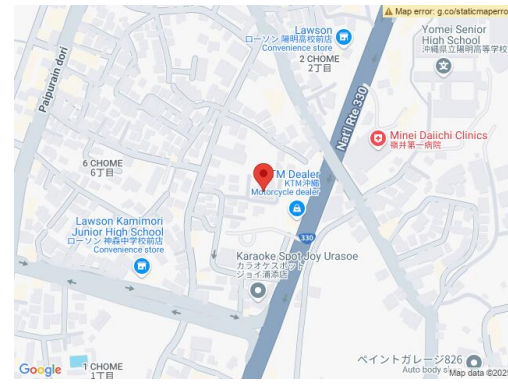 Map error: g.co/staticmaperro
Lawson
ローソン 陽明高校前店
Convenience store
Yomei Senior
High School
沖縄県立陽明高等学校
2 CHOME
2丁目
Paipurain dori
Nat'l Rte 330
Minei Daiichi Clinics
嶺井第一病院
6 CHOME
6丁目
TM Dealer
KTM沖縄
Motorcycle dealer
Lawson Kamimori
Junior High School
ローソン 神森中学校前店
Convenience store
330
Karaoke Spot Joy Urasoe
カラオケスポット
ジョイ浦添店
ペイントガレージ826
Auto body s
1 CHOME
1丁目
Google
Map data ©202